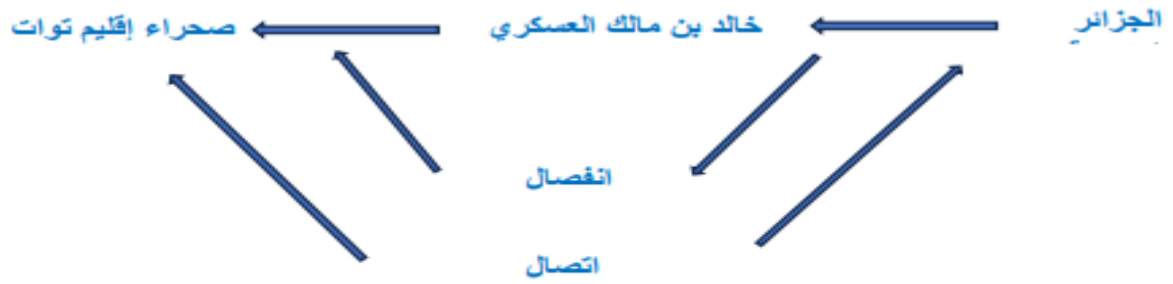 الجزائر
خالد بن مالك العسكري
صحراء إقليم توات
انفصال
اتصال